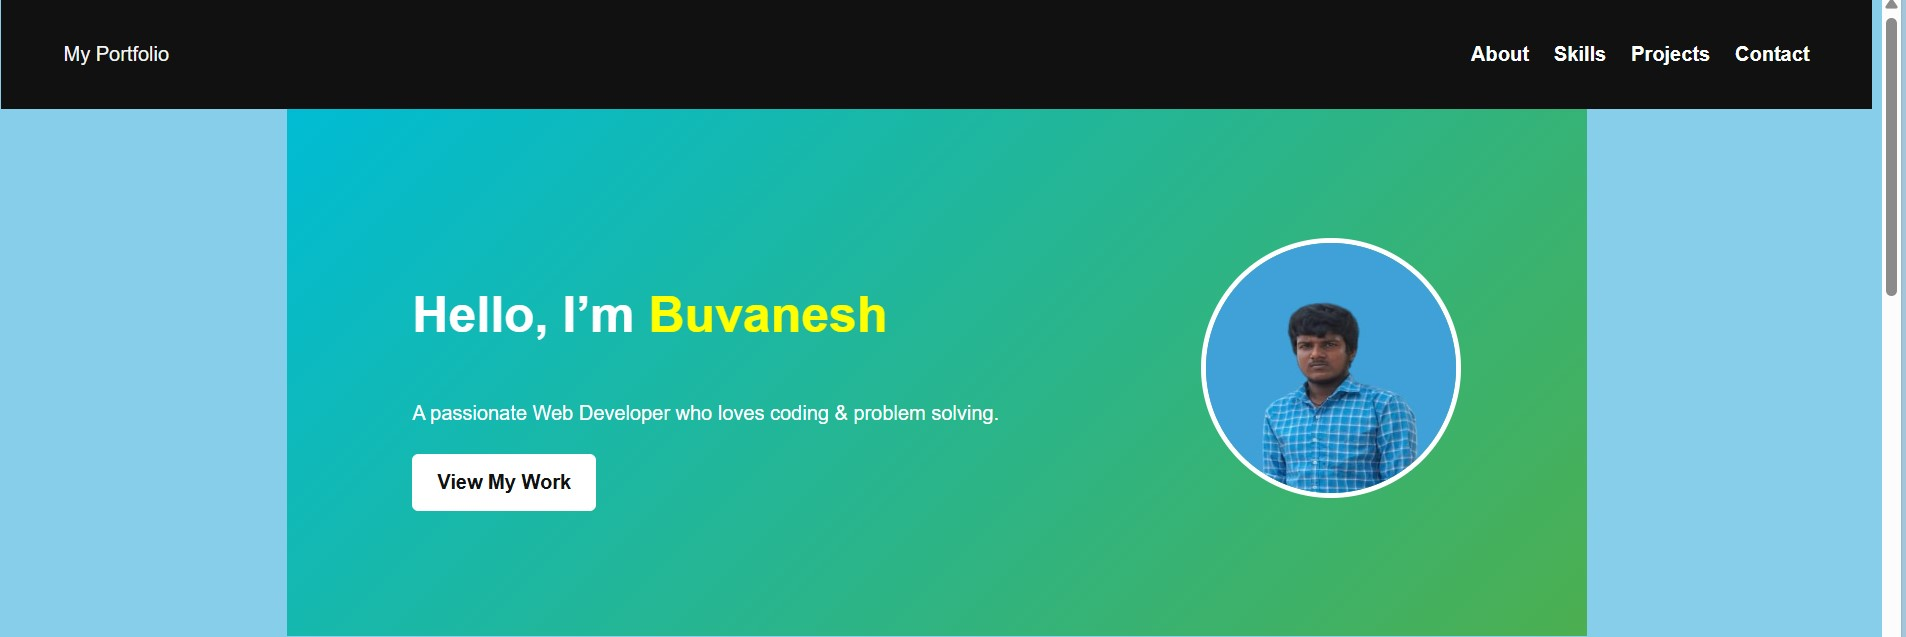 My Portfolio
About Skills Projects Contact
Hello, I’m Buvanesh
A passionate Web Developer who loves coding & problem solving.
View My Work